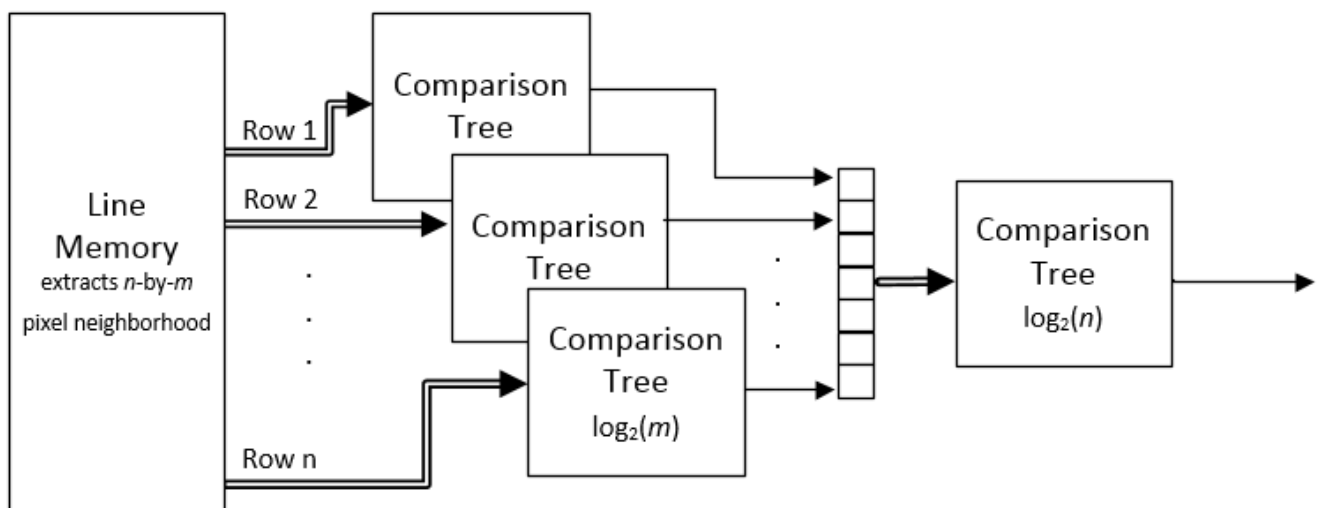 Line
Memory
extracts n-by-m
pixel neighborhood
Row 1
Row 2
.
.
.
Row n
Comparison
Tree
Comparison
Tree
Comparison
Tree
log₂(m)
.
.
.
Comparison
Tree
log₂(n)